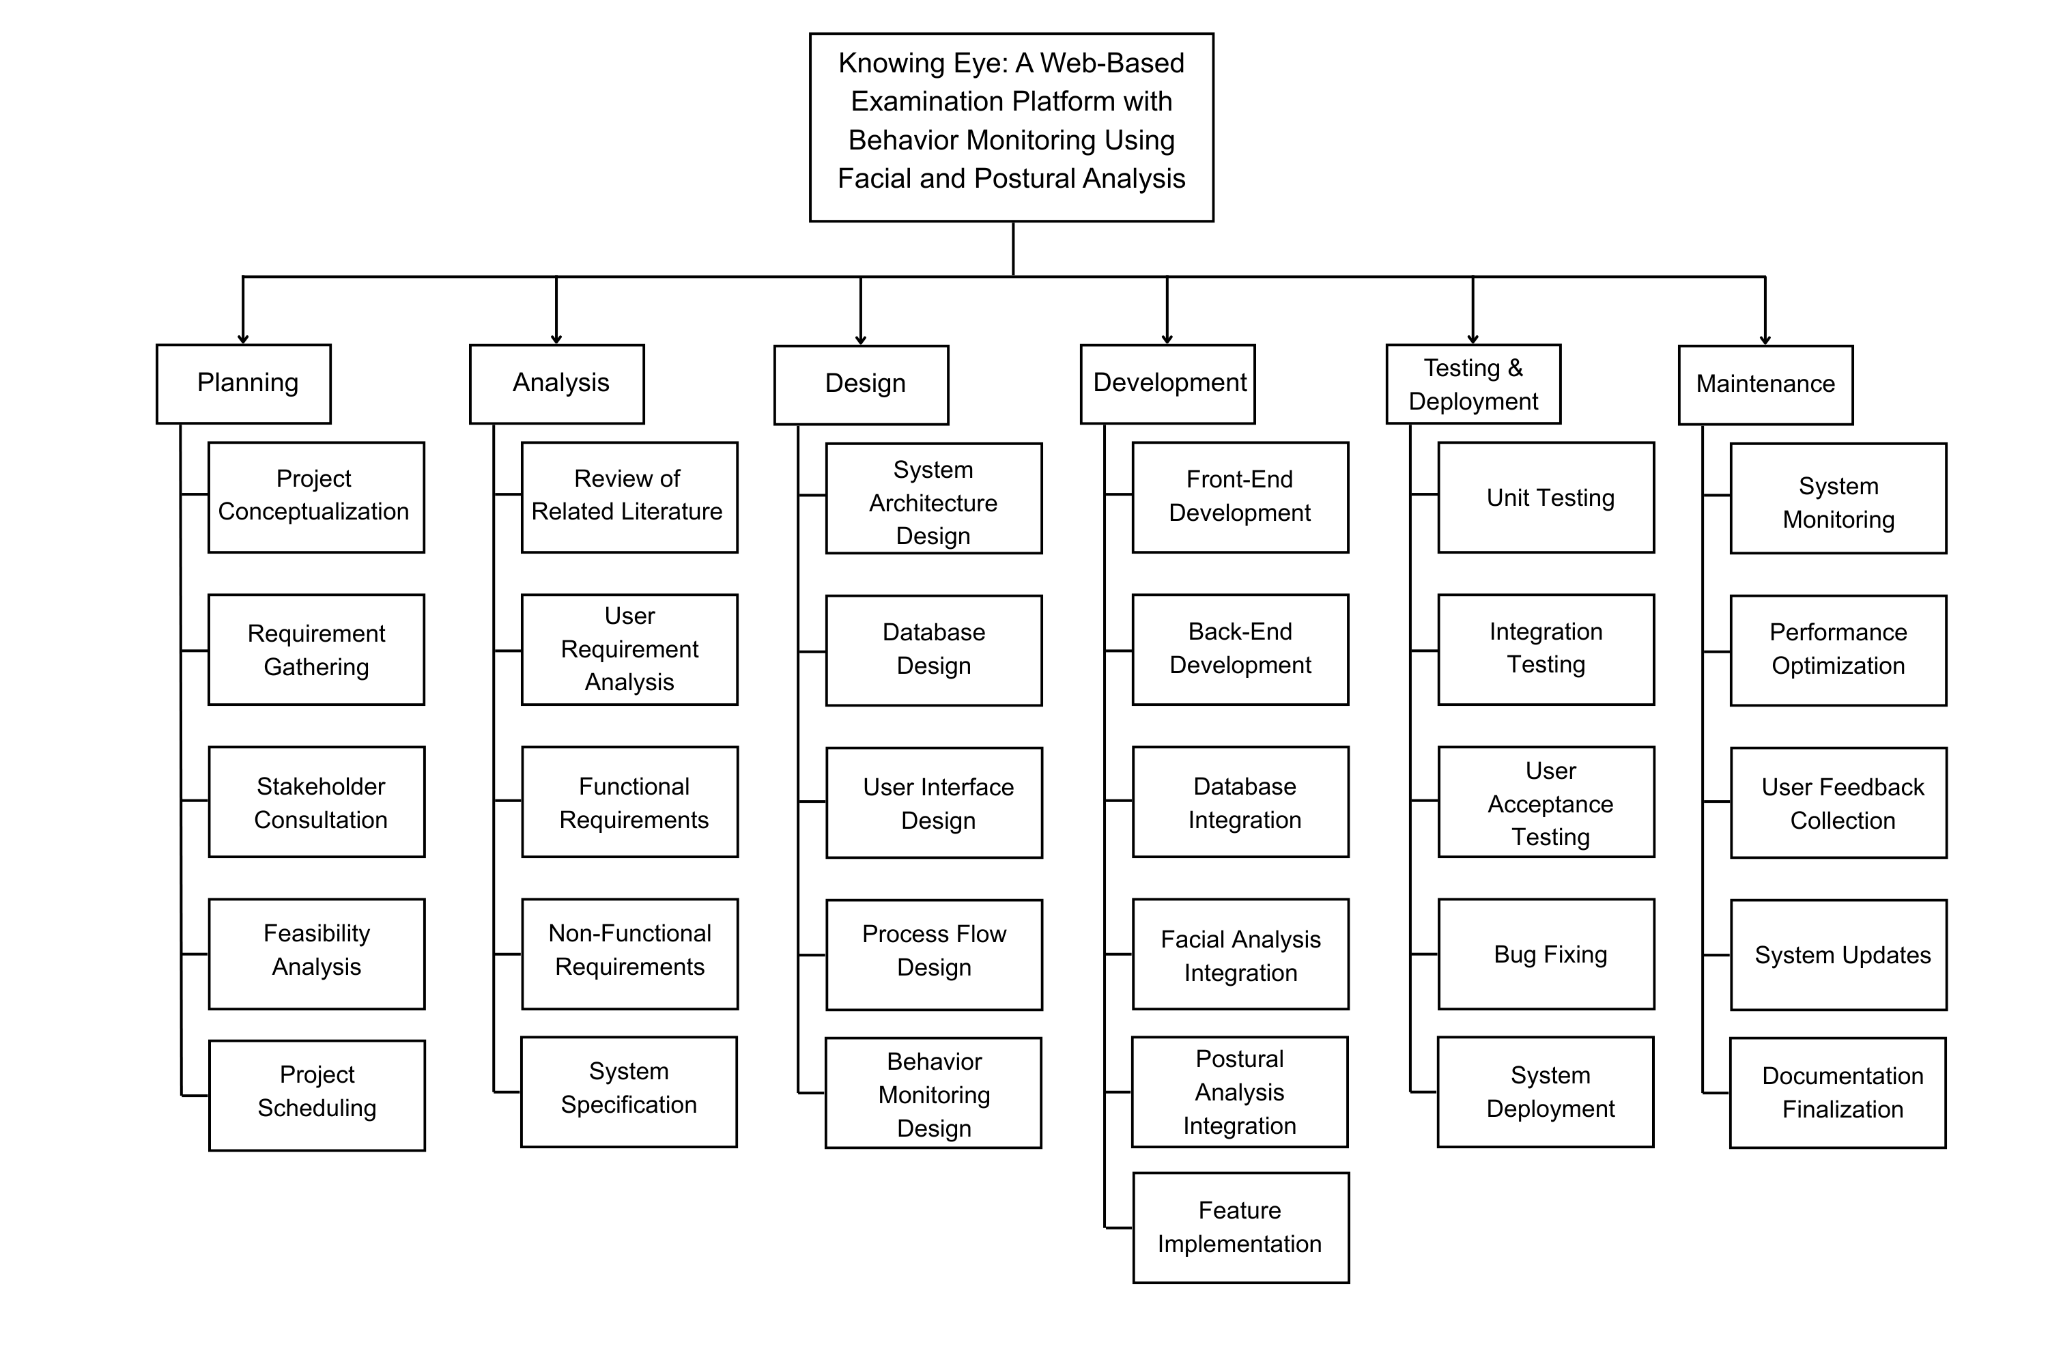 Knowing Eye: A Web-Based
Examination Platform with
Behavior Monitoring Using
Facial and Postural Analysis
Planning
Project
Conceptualization
Requirement
Gathering
Stakeholder
Consultation
Feasibility
Analysis
Project
Scheduling
Analysis
Review of
Related Literature
User
Requirement
Analysis
Functional
Requirements
Non-Functional
Requirements
System
Specification
Design
System
Architecture
Design
Database
Design
User Interface
Design
Process Flow
Design
Behavior
Monitoring
Design
Development
Front-End
Development
Back-End
Development
Database
Integration
Facial Analysis
Integration
Postural
Analysis
Integration
Feature
Implementation
Testing &
Deployment
Unit Testing
Integration
Testing
User
Acceptance
Testing
Bug Fixing
System
Deployment
Maintenance
System
Monitoring
Performance
Optimization
User Feedback
Collection
System Updates
Documentation
Finalization